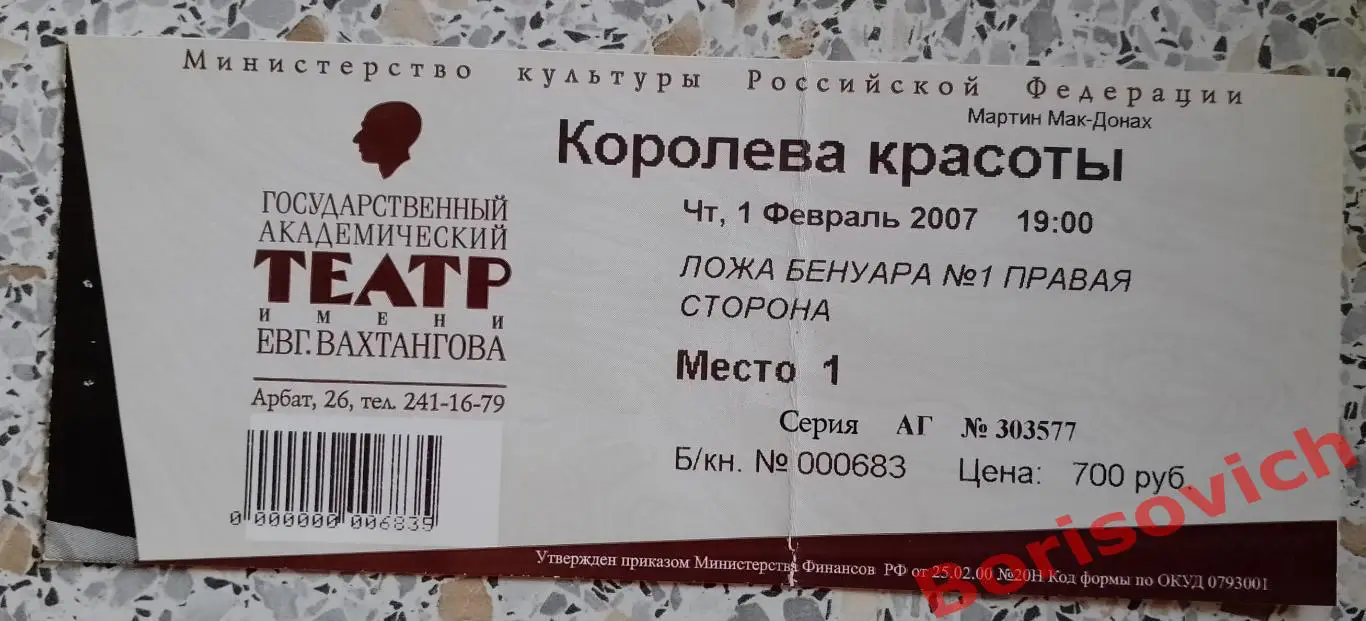 Министерство культуры Российской Федерации
Мартин Мак-Донах
Королева красоты
Чт, 1 Февраль 2007 19:00
ЛОЖА БЕНУАРА №1 ПРАВАЯ
СТОРОНА
Место 1
Серия АГ № 303577
Б/кн. № 000683 Цена: 700 руб.
ГОСУДАРСТВЕННЫЙ
АКАДЕМИЧЕСКИЙ
ТЕАТР
ИМЕНИ
ЕВГ. ВАХТАНГОВА
Арбат, 26, тел. 241-16-79
0 000000 006839
Утвержден приказом Министерства Финансов РФ от 25.02.00 №20Н Код формы по ОКУД 0793001
Borisovich